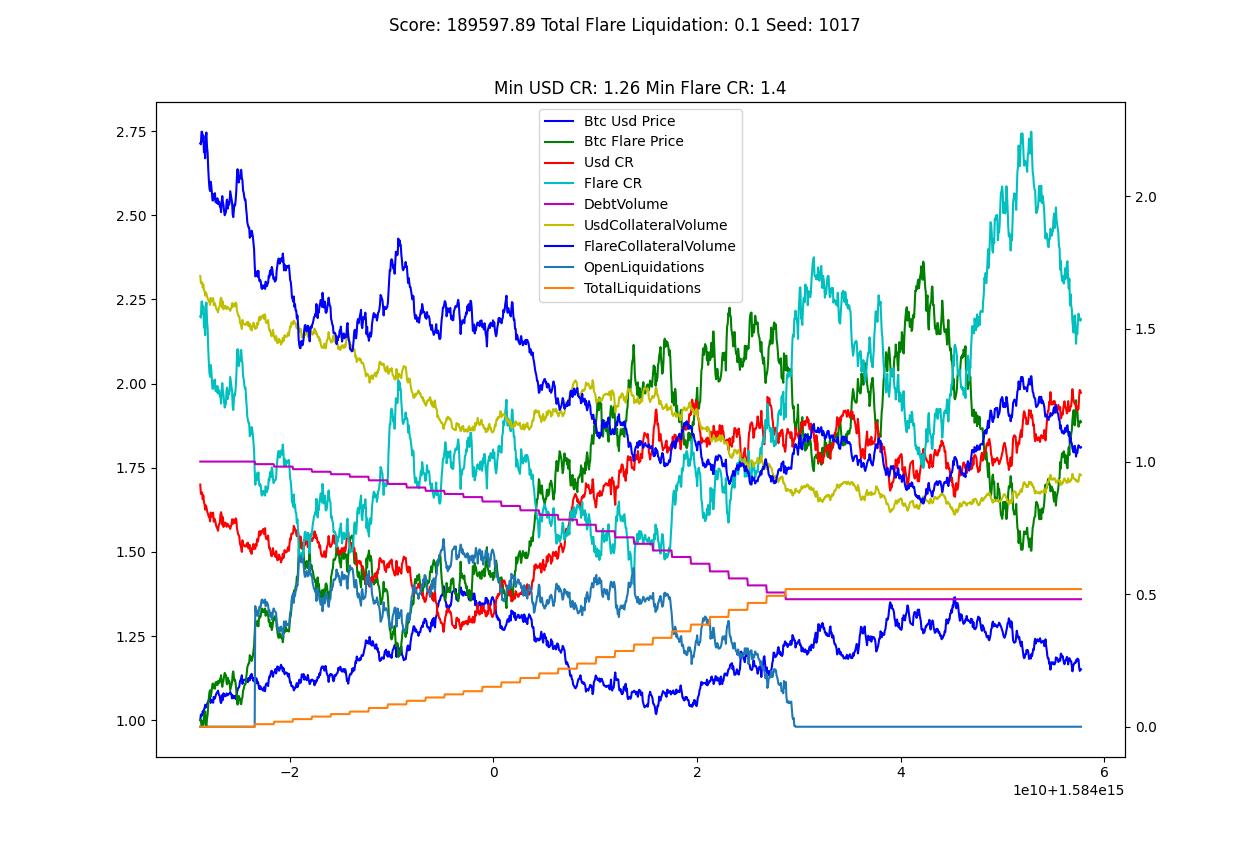 Score: 189597.89 Total Flare Liquidation: 0.1 Seed: 1017
Min USD CR: 1.26 Min Flare CR: 1.4
Btc Usd Price
Btc Flare Price
Usd CR
Flare CR
DebtVolume
UsdCollateralVolume
FlareCollateralVolume
OpenLiquidations
TotalLiquidations
2.75
2.50
2.25
2.00
1.75
1.50
1.25
1.00
2.0
1.5
1.0
0.5
0.0
−2 0 2 4 6
1e10+1.584e15